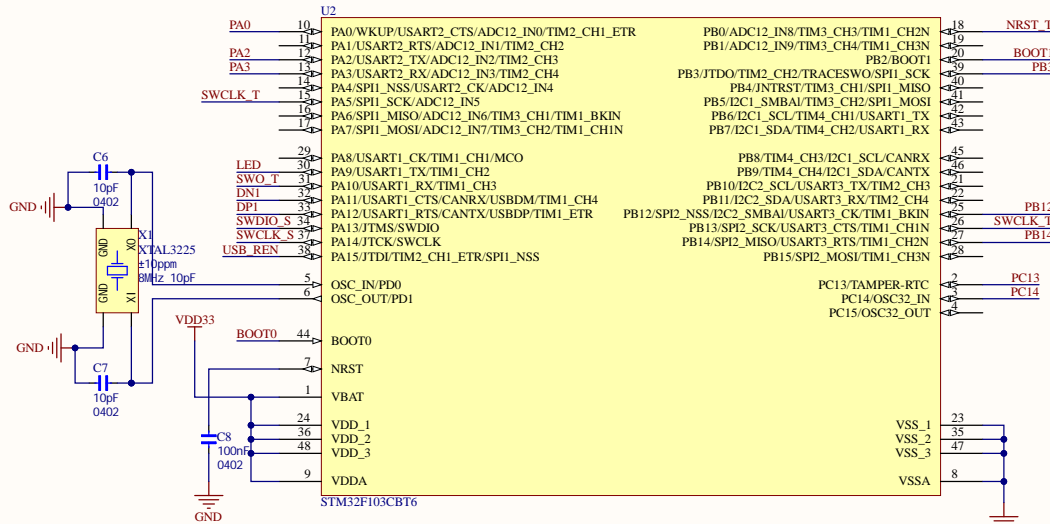 U2
PA0 10 PA0/WKUP/USART2_CTS/ADC12_IN0/TIM2_CH1_ETR PB0/ADC12_IN8/TIM3_CH3/TIM1_CH2N 18 NRST_T
11 PA1/USART2_RTS/ADC12_IN1/TIM2_CH2 PB1/ADC12_IN9/TIM3_CH4/TIM1_CH3N 19
PA2 12 PA2/USART2_TX/ADC12_IN2/TIM2_CH3 PB2/BOOT1 20 BOOT1
PA3 13 PA3/USART2_RX/ADC12_IN3/TIM2_CH4 PB3/JTDO/TIM2_CH2/TRACESWO/SPI1_SCK 39 PB3
14 PA4/SPI1_NSS/USART2_CK/ADC12_IN4 PB4/JNTRST/TIM3_CH1/SPI1_MISO 40
SWCLK_T 15 PA5/SPI1_SCK/ADC12_IN5 PB5/I2C1_SMBAI/TIM3_CH2/SPI1_MOSI 41
16 PA6/SPI1_MISO/ADC12_IN6/TIM3_CH1/TIM1_BKIN PB6/I2C1_SCL/TIM4_CH1/USART1_TX 42
17 PA7/SPI1_MOSI/ADC12_IN7/TIM3_CH2/TIM1_CH1N PB7/I2C1_SDA/TIM4_CH2/USART1_RX 43
29 PA8/USART1_CK/TIM1_CH1/MCO PB8/TIM4_CH3/I2C1_SCL/CANRX 45
LED 30 PA9/USART1_TX/TIM1_CH2 PB9/TIM4_CH4/I2C1_SDA/CANTX 46
SWO_T 31 PA10/USART1_RX/TIM1_CH3 PB10/I2C2_SCL/USART3_TX/TIM2_CH3 21
DN1 32 PA11/USART1_CTS/CANRX/USBDM/TIM1_CH4 PB11/I2C2_SDA/USART3_RX/TIM2_CH4 22
DP1 33 PA12/USART1_RTS/CANTX/USBDP/TIM1_ETR PB12/SPI2_NSS/I2C2_SMBAI/USART3_CK/TIM1_BKIN 25 PB12
SWDIO_S 34 PA13/JTMS/SWDIO PB13/SPI2_SCK/USART3_CTS/TIM1_CH1N 26 SWCLK_T
SWCLK_S 37 PA14/JTCK/SWCLK PB14/SPI2_MISO/USART3_RTS/TIM1_CH2N 27 PB14
USB_REN 38 PA15/JTDI/TIM2_CH1_ETR/SPI1_NSS PB15/SPI2_MOSI/TIM1_CH3N 28
C6
10pF
0402
GND
X1
XTAL3225
±10ppm
8MHz 10pF
GND XO
GND XI
5 OSC_IN/PD0 PC13/TAMPER-RTC 2 PC13
6 OSC_OUT/PD1 PC14/OSC32_IN 3 PC14
PC15/OSC32_OUT 4
VDD33
BOOT0 44 BOOT0
GND
C7
10pF
0402
7 NRST
1 VBAT
24 VDD_1 VSS_1 23
36 VDD_2 VSS_2 35
48 VDD_3 VSS_3 47
C8
100nF
0402
9 VDDA VSSA 8
STM32F103CBT6
GND